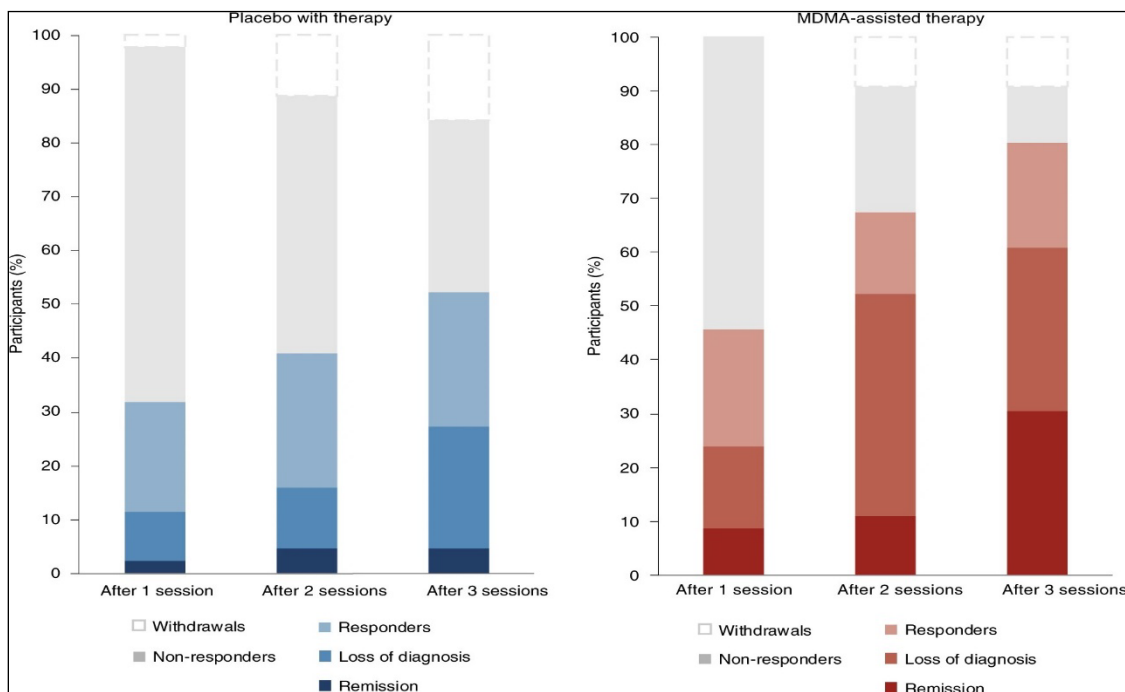 Placebo with therapy
100
90
80
70
60
50
40
30
20
10
0
Participants (%)
After 1 session
After 2 sessions
After 3 sessions
Withdrawals
Non-responders
Responders
Loss of diagnosis
Remission
MDMA-assisted therapy
100
90
80
70
60
50
40
30
20
10
0
Participants (%)
After 1 session
After 2 sessions
After 3 sessions
Withdrawals
Non-responders
Responders
Loss of diagnosis
Remission